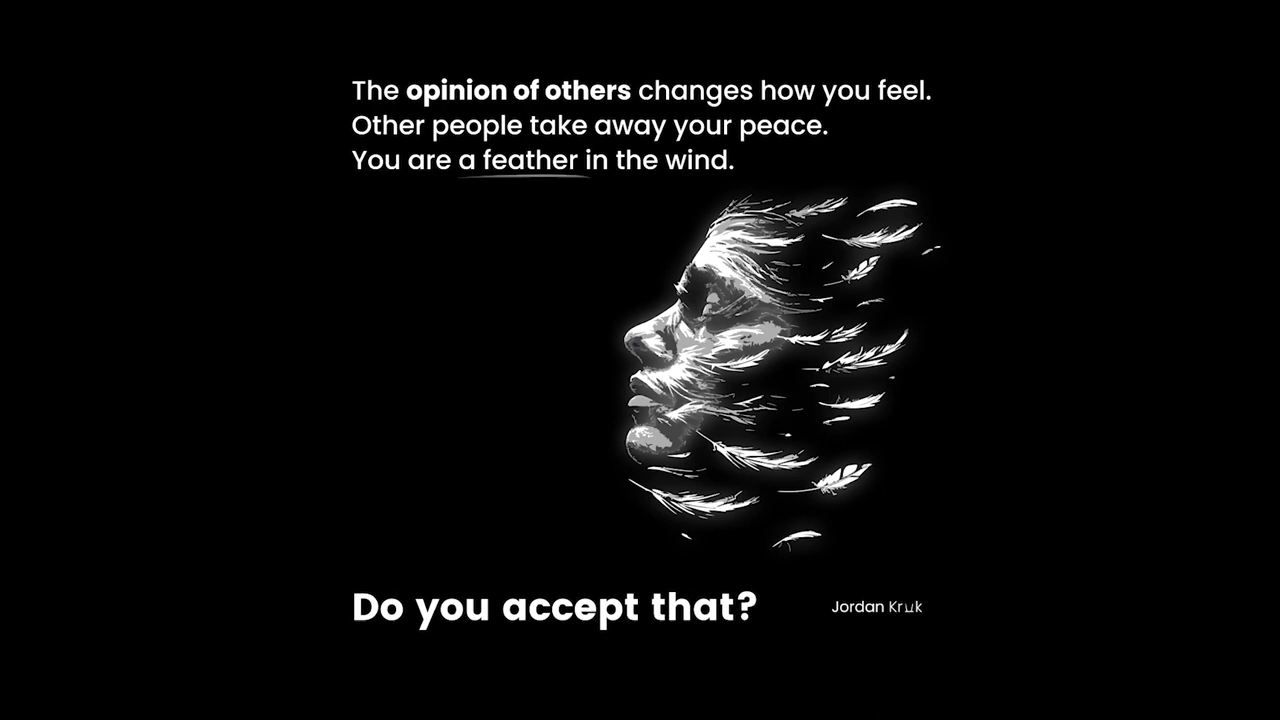 The opinion of others changes how you feel.
Other people take away your peace.
You are a feather in the wind.
Do you accept that?
Jordan Kruk